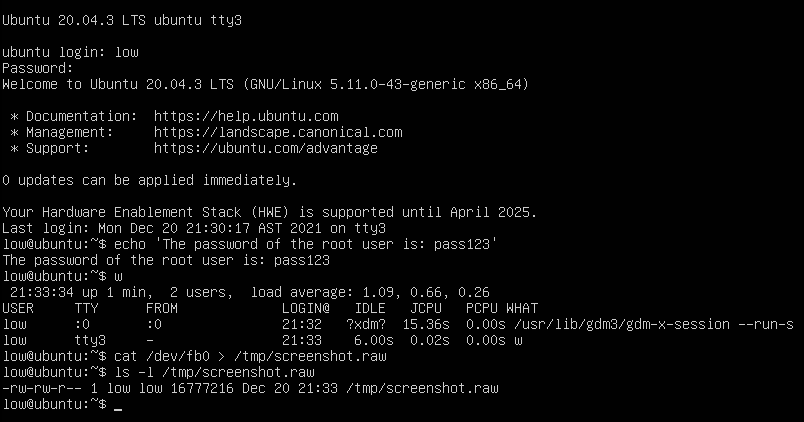 Ubuntu 20.04.3 LTS ubuntu tty3
ubuntu login: low
Password:
Welcome to Ubuntu 20.04.3 LTS (GNU/Linux 5.11.0-43-generic x86_64)
* Documentation:  https://help.ubuntu.com
* Management:     https://landscape.canonical.com
* Support:        https://ubuntu.com/advantage
0 updates can be applied immediately.
Your Hardware Enablement Stack (HWE) is supported until April 2025.
Last login: Mon Dec 20 21:30:17 AST 2021 on tty3
low@ubuntu:~$ echo 'The password of the root user is: pass123'
The password of the root user is: pass123
low@ubuntu:~$ w
21:33:34 up 1 min,  2 users,  load average: 1.09, 0.66, 0.26
USER     TTY      FROM             LOGIN@   IDLE   JCPU   PCPU WHAT
low      :0       :0               21:32   ?xdm?  15.36s  0.00s /usr/lib/gdm3/gdm-x-session --run-s
low      tty3     -                21:33    6.00s  0.02s  0.00s w
low@ubuntu:~$ cat /dev/fb0 > /tmp/screenshot.raw
low@ubuntu:~$ ls -l /tmp/screenshot.raw
-rw-rw-r-- 1 low low 16777216 Dec 20 21:33 /tmp/screenshot.raw
low@ubuntu:~$ _